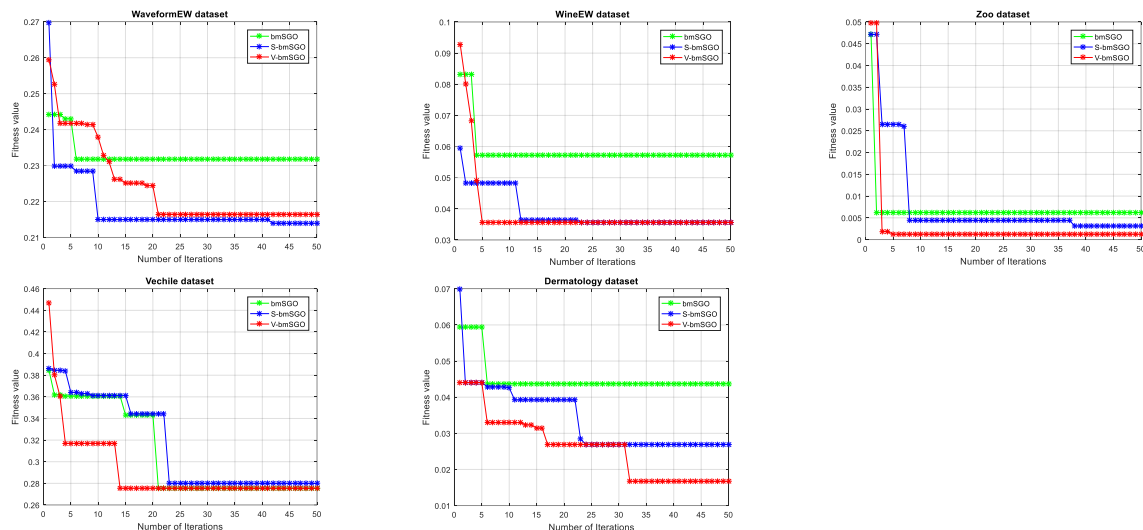 WaveformEW dataset
0.27
0.26
0.25
0.24
0.23
0.22
0.21
Fitness value
bmSGO
S-bmSGO
V-bmSGO
0 5 10 15 20 25 30 35 40 45 50
Number of Iterations
WineEW dataset
0.1
0.09
0.08
0.07
0.06
0.05
0.04
0.03
Fitness value
bmSGO
S-bmSGO
V-bmSGO
0 5 10 15 20 25 30 35 40 45 50
Number of Iterations
Zoo dataset
0.05
0.045
0.04
0.035
0.03
0.025
0.02
0.015
0.01
0.005
0
Fitness value
bmSGO
S-bmSGO
V-bmSGO
0 5 10 15 20 25 30 35 40 45 50
Number of Iterations
Vechile dataset
0.46
0.44
0.42
0.4
0.38
0.36
0.34
0.32
0.3
0.28
0.26
Fitness value
bmSGO
S-bmSGO
V-bmSGO
0 5 10 15 20 25 30 35 40 45 50
Number of Iterations
Dermatology dataset
0.07
0.06
0.05
0.04
0.03
0.02
0.01
Fitness value
bmSGO
S-bmSGO
V-bmSGO
0 5 10 15 20 25 30 35 40 45 50
Number of Iterations